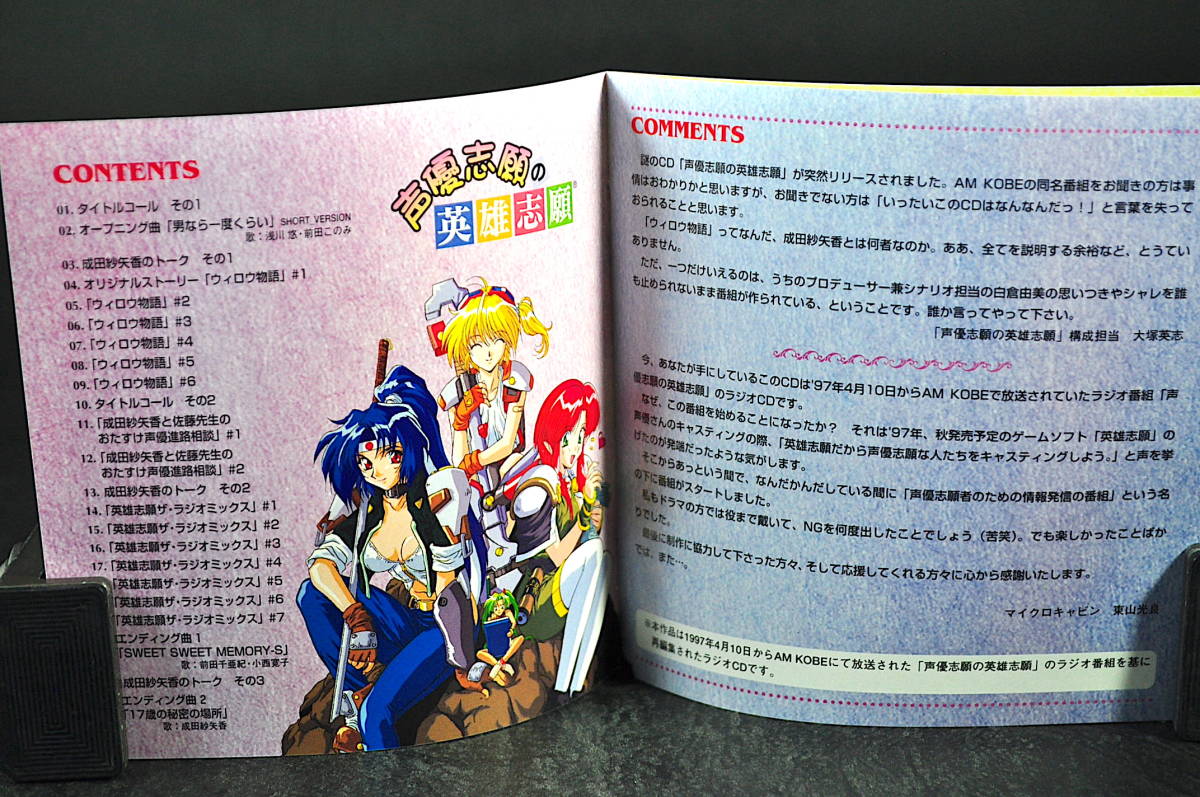 CONTENTS
01. タイトルコール その1
02. オープニング曲「男なら一度くらい」SHORT VERSION
歌：浅川 悠・前田このみ
03. 成田紗矢香のトーク その1
04. オリジナルストーリー「ウィロウ物語」#1
05.「ウィロウ物語」#2
06.「ウィロウ物語」#3
07.「ウィロウ物語」#4
08.「ウィロウ物語」#5
09.「ウィロウ物語」#6
10. タイトルコール その2
11.「成田紗矢香と佐藤先生の
おたすけ声優進路相談」#1
12.「成田紗矢香と佐藤先生の
おたすけ声優進路相談」#2
13. 成田紗矢香のトーク その2
14.「英雄志願ザ・ラジオミックス」#1
15.「英雄志願ザ・ラジオミックス」#2
16.「英雄志願ザ・ラジオミックス」#3
17.「英雄志願ザ・ラジオミックス」#4
「英雄志願ザ・ラジオミックス」#5
「英雄志願ザ・ラジオミックス」#6
「英雄志願ザ・ラジオミックス」#7
エンディング曲 1
「SWEET SWEET MEMORY-S」
歌：前田千亜紀・小西寛子
成田紗矢香のトーク その3
エンディング曲 2
「17歳の秘密の場所」
歌：成田紗矢香
声優志願の
英雄志願®
COMMENTS
謎のCD「声優志願の英雄志願」が突然リリースされました。AM KOBEの同名番組をお聞きの方は事
情はおわかりかと思いますが、お聞きでない方は「いったいこのCDはなんなんだっ！」と言葉を失って
おられることと思います。
「ウィロウ物語」ってなんだ、成田紗矢香とは何者なのか。ああ、全てを説明する余裕など、とうてい
ありません。
ただ、一つだけいえるのは、うちのプロデューサー兼シナリオ担当の白倉由美の思いつきやシャレを誰
も止められないまま番組が作られている、ということです。誰か言ってやって下さい。
「声優志願の英雄志願」構成担当 大塚英志
今、あなたが手にしているこのCDは'97年4月10日からAM KOBEで放送されていたラジオ番組「声
優志願の英雄志願」のラジオCDです。
なぜ、この番組を始めることになったか？ それは'97年、秋発売予定のゲームソフト「英雄志願」の
声優さんのキャスティングの際、「英雄志願だから声優志願な人たちをキャスティングしよう。」と声を挙
げたのが発端だったような気がします。
そこからあっという間で、なんだかんだしている間に「声優志願者のための情報発信の番組」という名
の下に番組がスタートしました。
私もドラマの方では役まで戴いて、NGを何度出したことでしょう（苦笑）。でも楽しかったことばか
りでした。
最後に制作に協力して下さった方々、そして応援してくれる方々に心から感謝いたします。
では、また…。
マイクロキャビン 東山光良
※本作品は1997年4月10日からAM KOBEにて放送された「声優志願の英雄志願」のラジオ番組を基に
再編集されたラジオCDです。